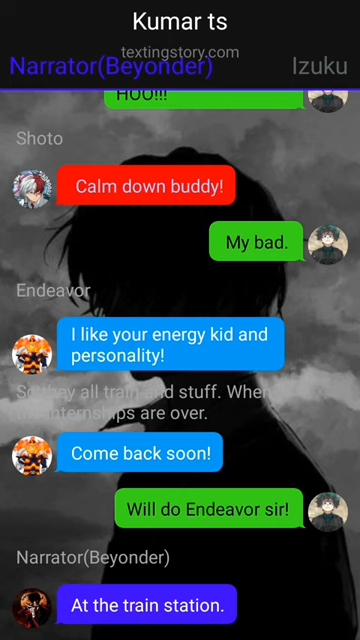 Kumar ts
textingstory.com
Narrator(Beyonder)
Izuku
HOO!!!
Shoto
Calm down buddy!
My bad.
Endeavor
I like your energy kid and
personality!
So they all train and stuff. When
internships are over.
Come back soon!
Will do Endeavor sir!
Narrator(Beyonder)
At the train station.